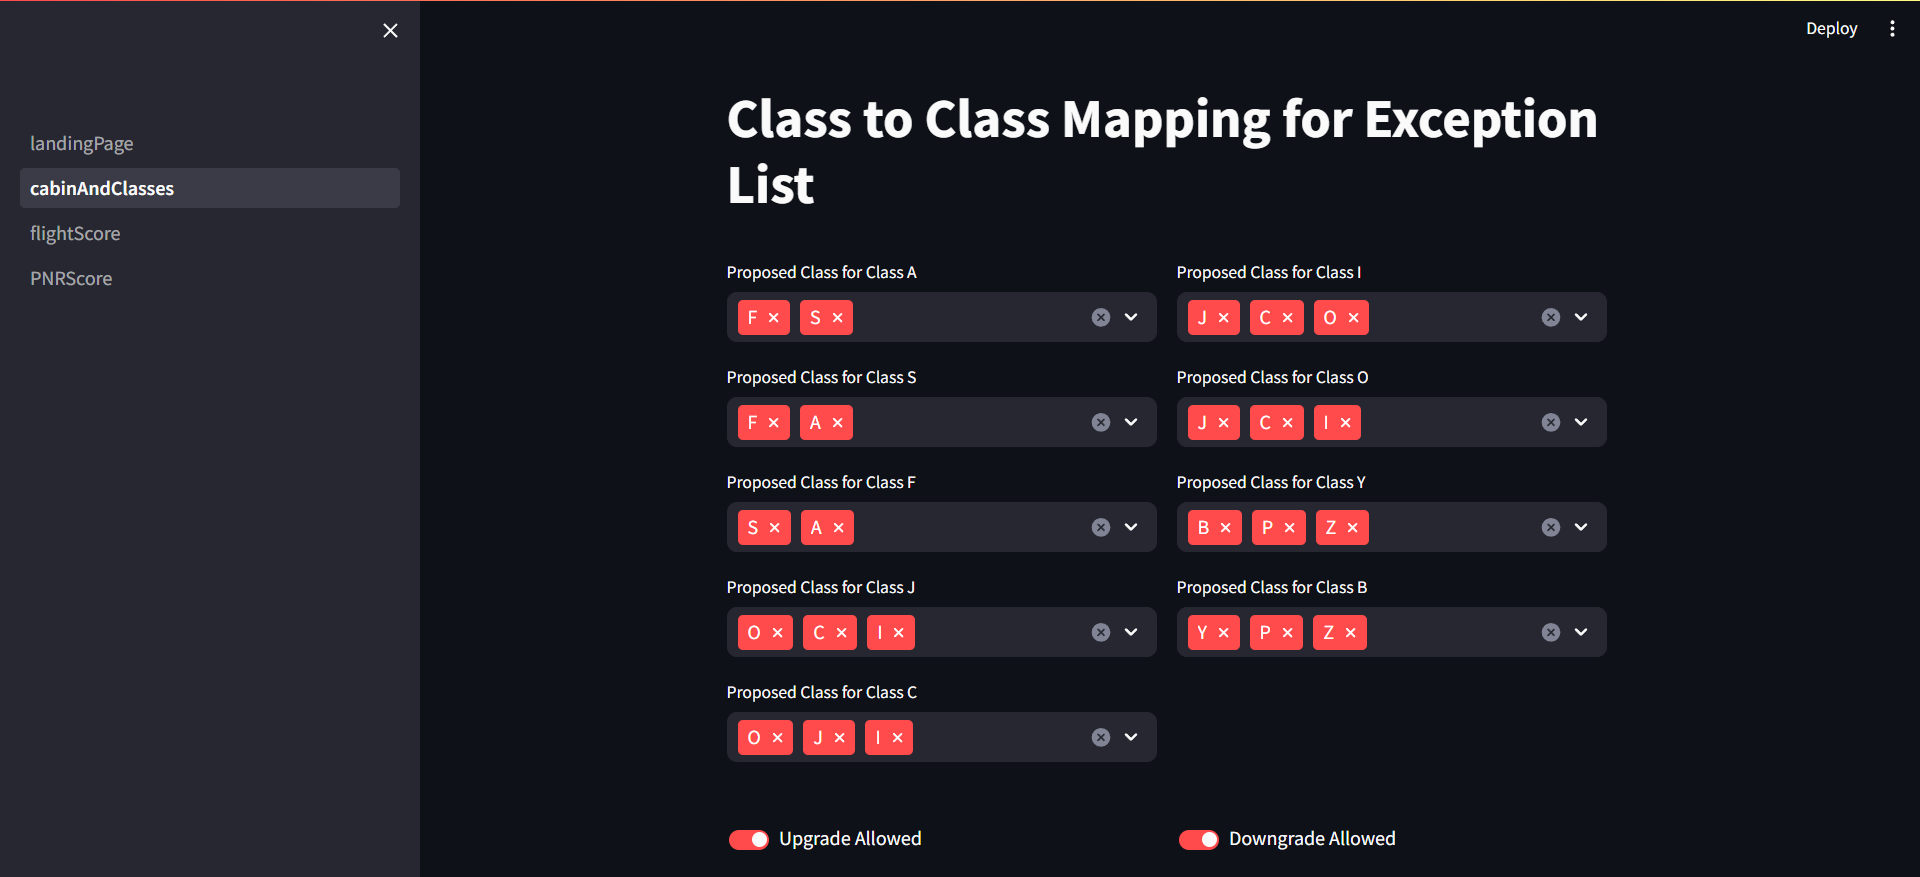 Deploy
landingPage
cabinAndClasses
flightScore
PNRScore
Class to Class Mapping for Exception
List
Proposed Class for Class A
F S
Proposed Class for Class I
J C O
Proposed Class for Class S
F A
Proposed Class for Class O
J C I
Proposed Class for Class F
S A
Proposed Class for Class Y
B P Z
Proposed Class for Class J
O C I
Proposed Class for Class B
Y P Z
Proposed Class for Class C
O J I
Upgrade Allowed
Downgrade Allowed